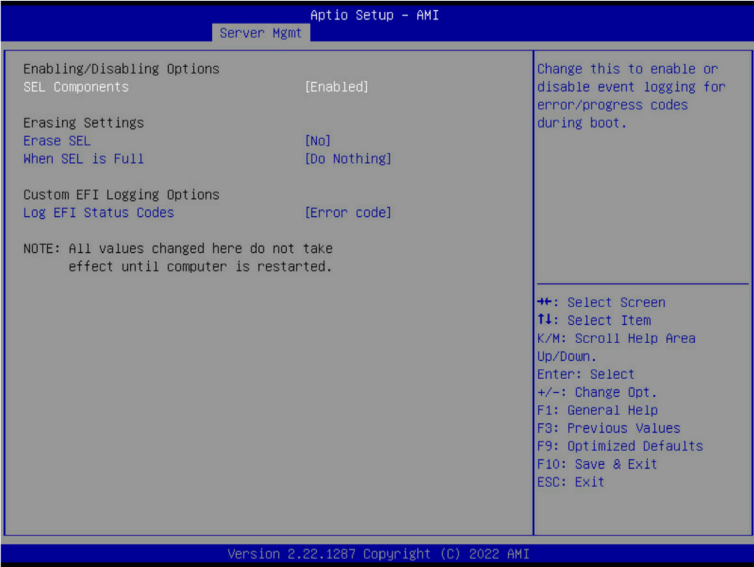 Aptio Setup – AMI
Server Mgmt
Enabling/Disabling Options
SEL Components [Enabled]
Erasing Settings
Erase SEL [No]
When SEL is Full [Do Nothing]
Custom EFI Logging Options
Log EFI Status Codes [Error code]
NOTE: All values changed here do not take
effect until computer is restarted.
Change this to enable or
disable event logging for
error/progress codes
during boot.
→←: Select Screen
↑↓: Select Item
K/M: Scroll Help Area
Up/Down.
Enter: Select
+/-: Change Opt.
F1: General Help
F3: Previous Values
F9: Optimized Defaults
F10: Save & Exit
ESC: Exit
Version 2.22.1287 Copyright (C) 2022 AMI